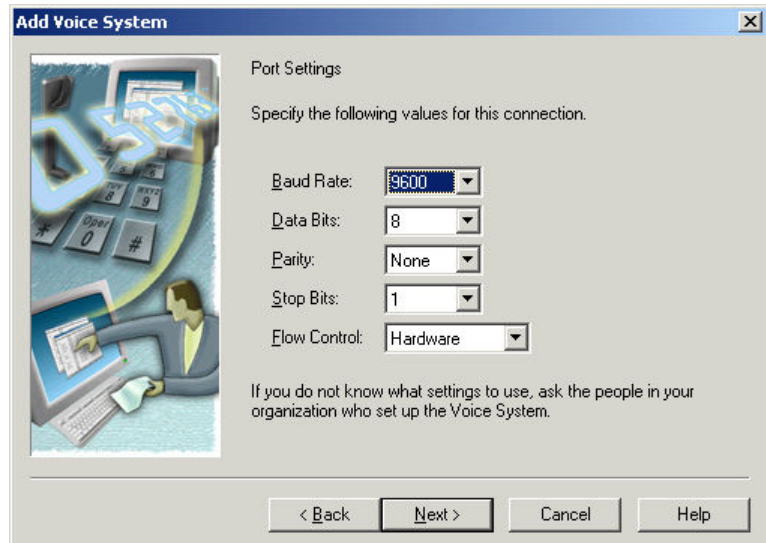 Add Voice System
Port Settings
Specify the following values for this connection.
Baud Rate: 9600
Data Bits: 8
Parity: None
Stop Bits: 1
Flow Control: Hardware
If you do not know what settings to use, ask the people in your
organization who set up the Voice System.
< Back Next > Cancel Help